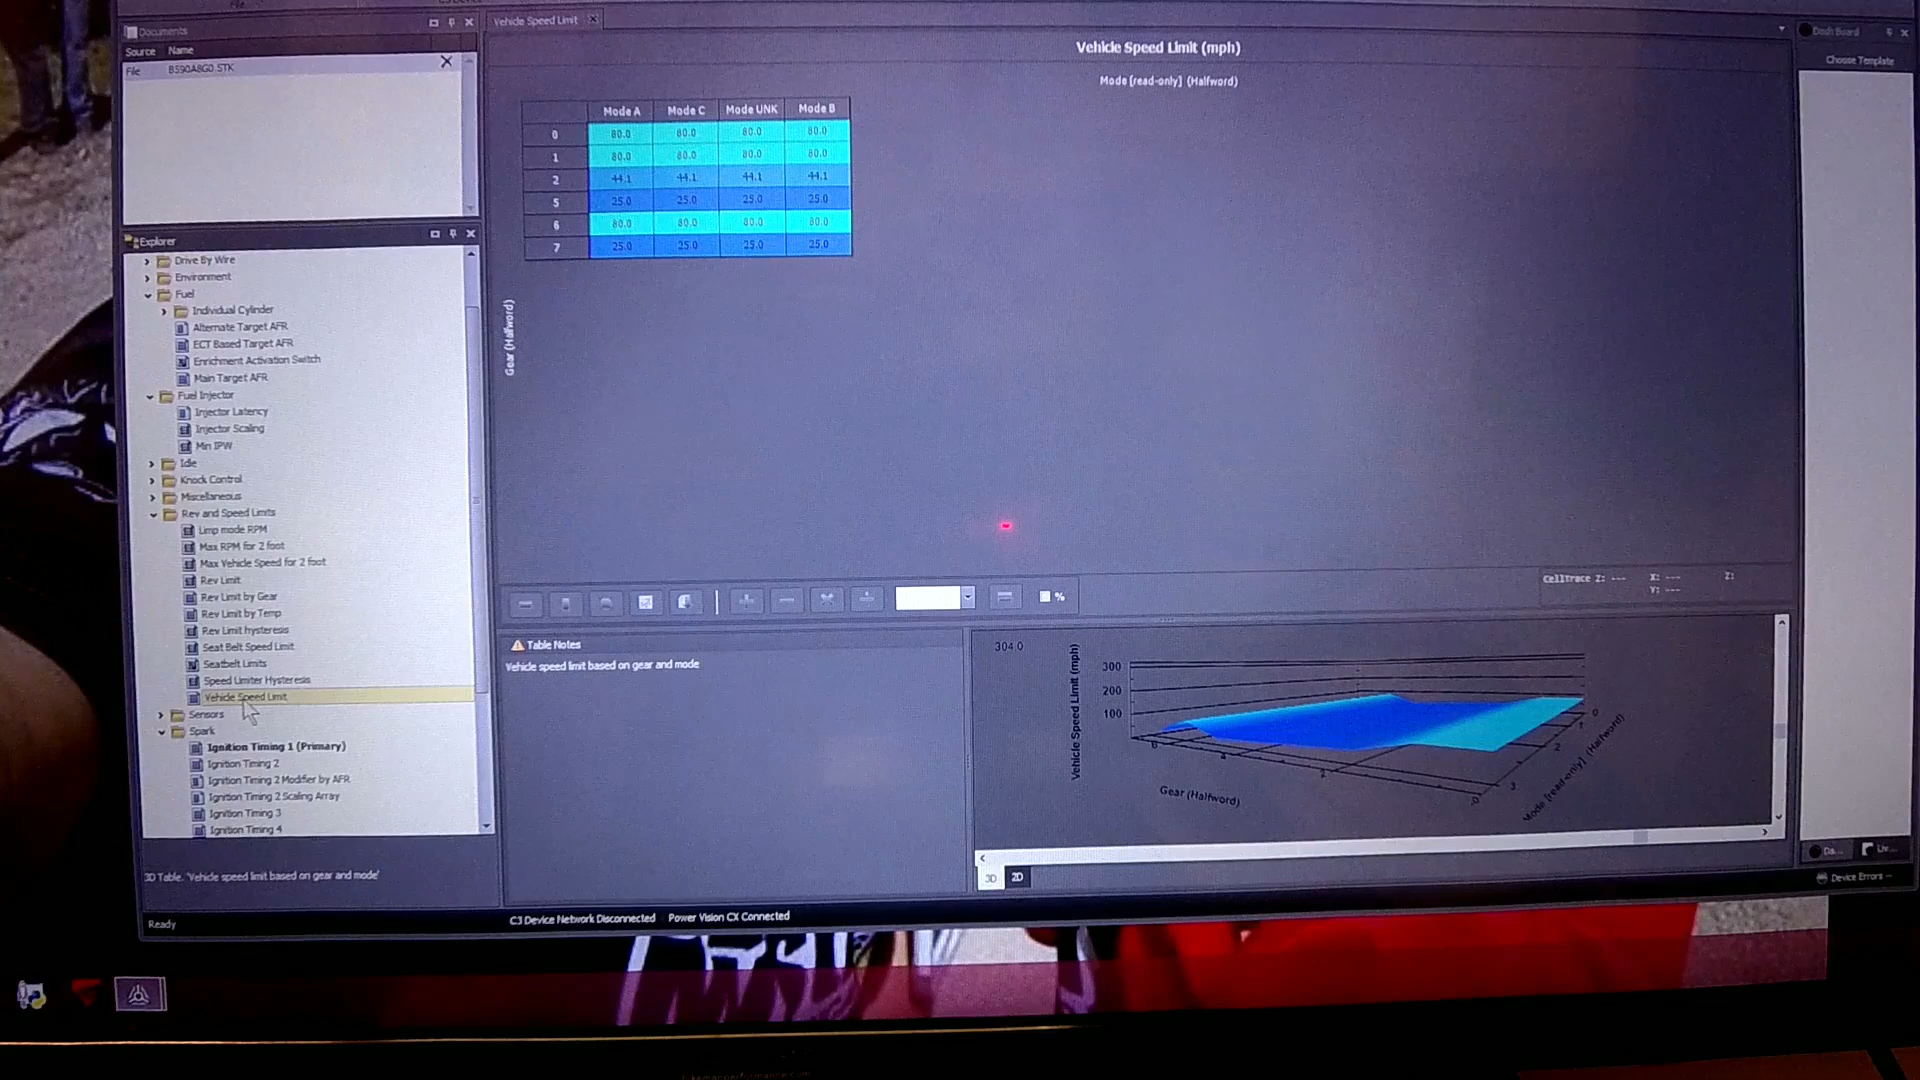 Documents
Source Name
File BS90A8G0.STK
Explorer
Drive By Wire
Environment
Fuel
Individual Cylinder
Alternate Target AFR
ECT Based Target AFR
Enrichment Activation Switch
Main Target AFR
Fuel Injector
Injector Latency
Injector Scaling
Min IPW
Idle
Knock Control
Miscellaneous
Rev and Speed Limits
Limp mode RPM
Max RPM for 2 foot
Max Vehicle Speed for 2 foot
Rev Limit
Rev Limit by Gear
Rev Limit by Temp
Rev Limit hysteresis
Seat Belt Speed Limit
Seatbelt Limits
Speed Limiter Hysteresis
Vehicle Speed Limit
Sensors
Spark
Ignition Timing 1 (Primary)
Ignition Timing 2
Ignition Timing 2 Modifier by AFR
Ignition Timing 2 Scaling Array
Ignition Timing 3
Ignition Timing 4
3D Table. 'Vehicle speed limit based on gear and mode'
Ready
Vehicle Speed Limit
Vehicle Speed Limit (mph)
Mode [read-only] (Halfword)
Mode A Mode C Mode UNK Mode B
0 80.0 80.0 80.0 80.0
1 80.0 80.0 80.0 80.0
2 44.1 44.1 44.1 44.1
5 25.0 25.0 25.0 25.0
6 80.0 80.0 80.0 80.0
7 25.0 25.0 25.0 25.0
Gear (Halfword)
%
Celltrace Z: --- X: --- Z:
Y: ---
Table Notes
Vehicle speed limit based on gear and mode
304.0
Vehicle Speed Limit (mph)
300
200
100
6 4 2 0
0 1 2 3
Gear (Halfword)
Mode [read-only] (Halfword)
3D 2D
C3 Device Network Disconnected Power Vision CX Connected
Dash Board
Choose Template
Da... Liv...
Device Errors --